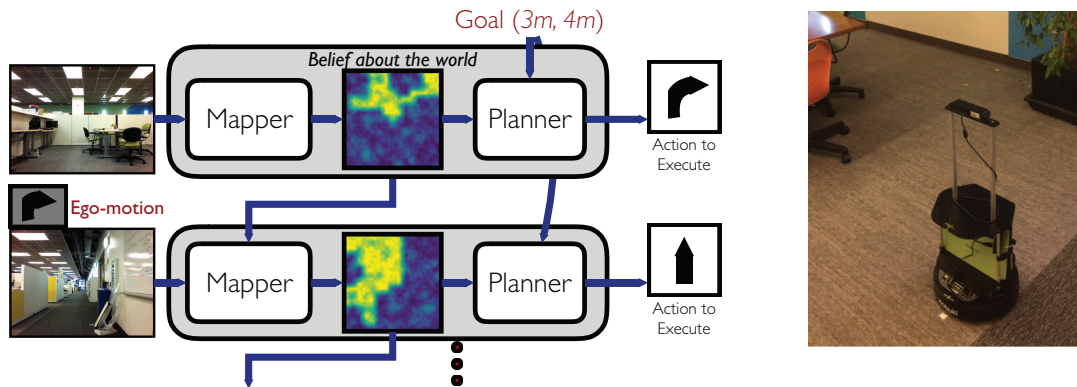 Goal (3m, 4m)
Belief about the world
Mapper
Planner
Action to
Execute
Ego-motion
Mapper
Planner
Action to
Execute